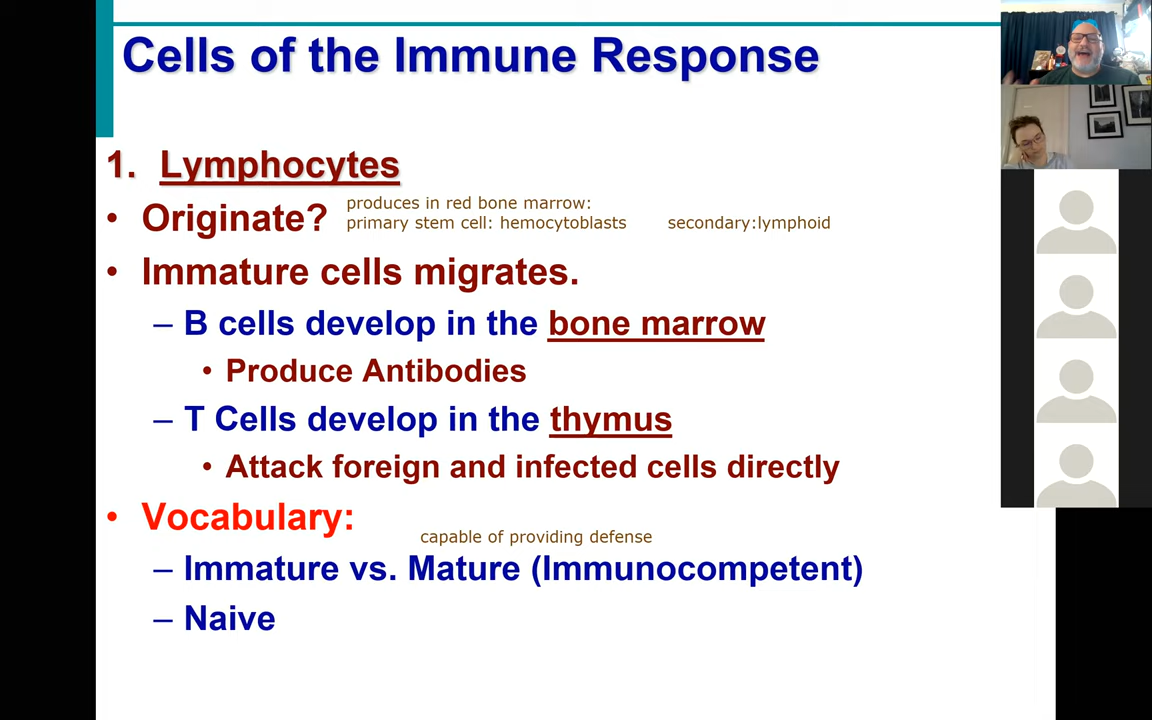 Cells of the Immune Response
1. Lymphocytes
• Originate? produces in red bone marrow:
primary stem cell: hemocytoblasts secondary:lymphoid
• Immature cells migrates.
– B cells develop in the bone marrow
• Produce Antibodies
– T Cells develop in the thymus
• Attack foreign and infected cells directly
• Vocabulary:
capable of providing defense
– Immature vs. Mature (Immunocompetent)
– Naive